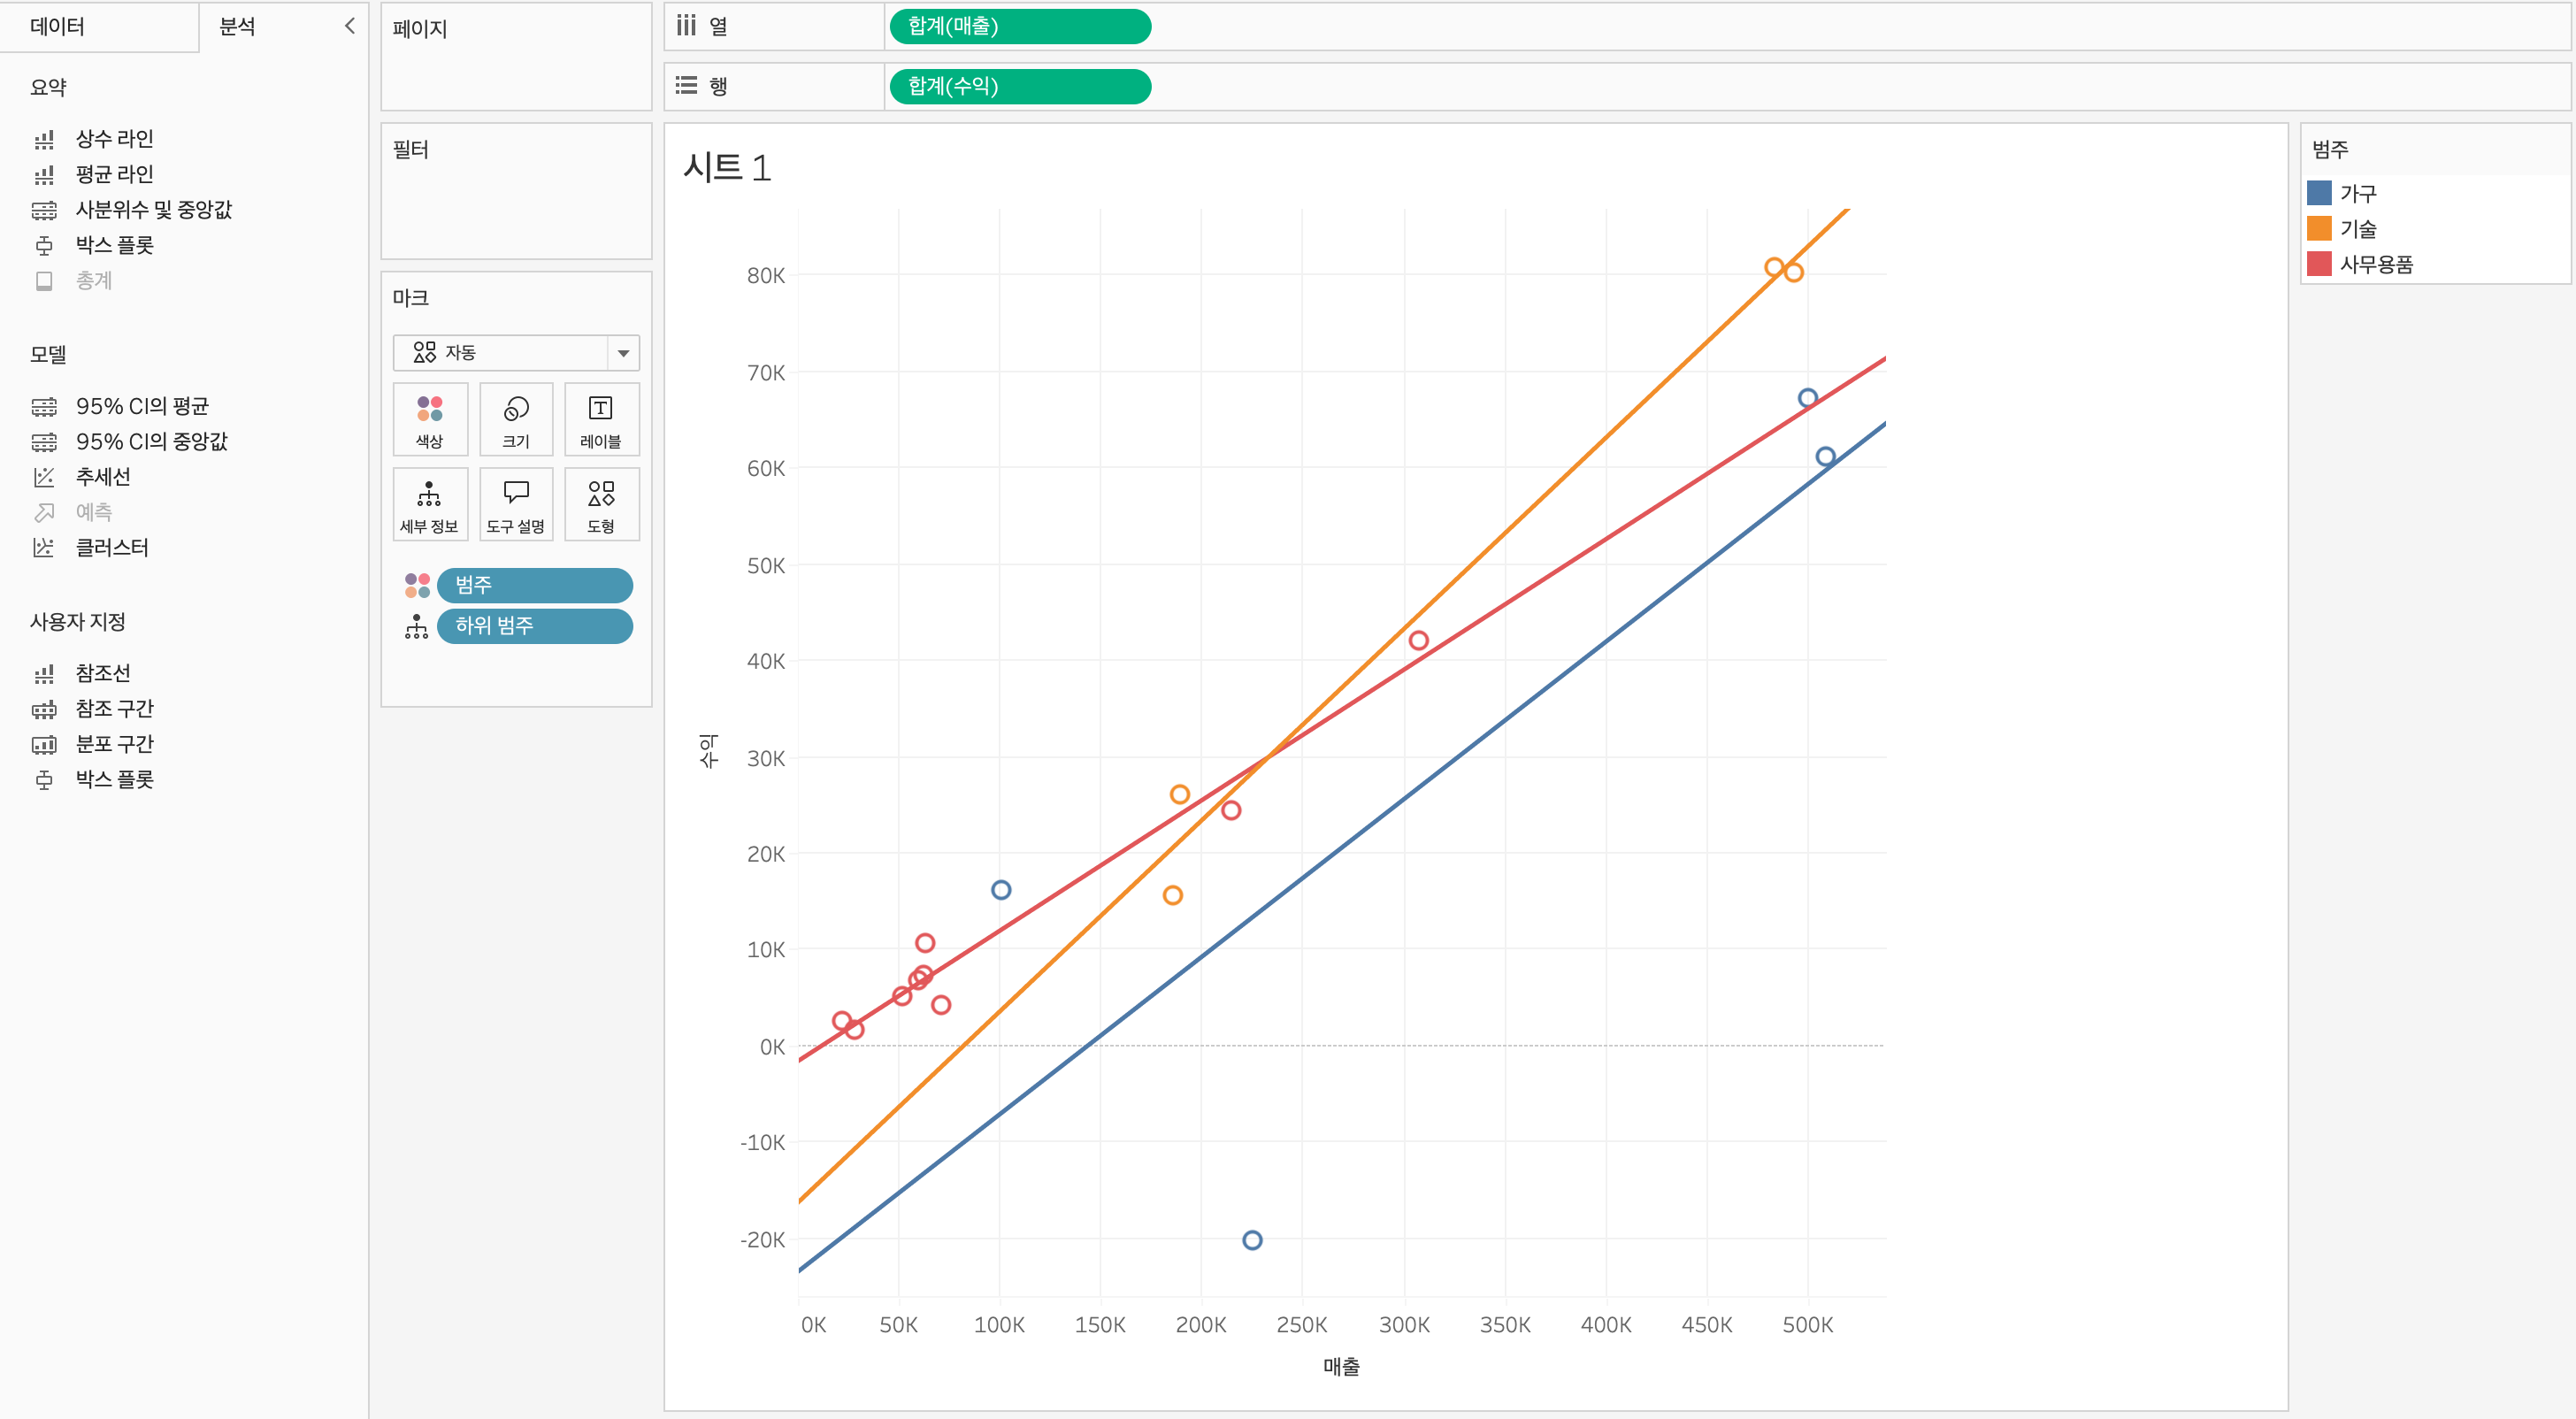 데이터
분석
요약
상수 라인
평균 라인
사분위수 및 중앙값
박스 플롯
총계
모델
95% CI의 평균
95% CI의 중앙값
추세선
예측
클러스터
사용자 지정
참조선
참조 구간
분포 구간
박스 플롯
페이지
필터
마크
자동
색상
크기
레이블
세부 정보
도구 설명
도형
범주
하위 범주
열
합계(매출)
행
합계(수익)
시트 1
수익
80K
70K
60K
50K
40K
30K
20K
10K
0K
-10K
-20K
0K 50K 100K 150K 200K 250K 300K 350K 400K 450K 500K
매출
범주
가구
기술
사무용품